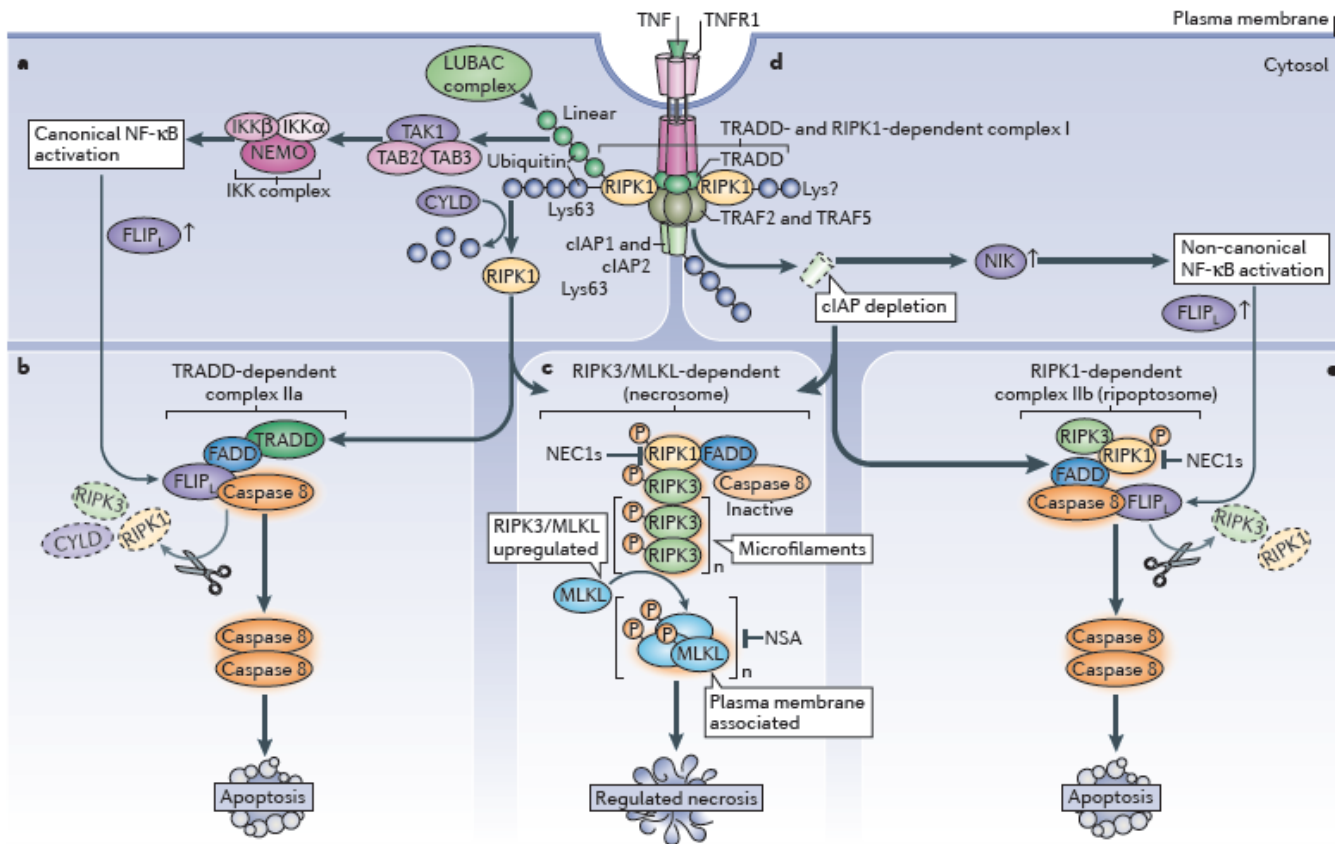 TNF
TNFR1
Plasma membrane
a
d
Cytosol
LUBAC
complex
Linear
IKKβ
IKKα
NEMO
IKK complex
Canonical NF-κB
activation
TAK1
TAB2
TAB3
Ubiquitin
TRADD- and RIPK1-dependent complex I
TRADD
RIPK1
RIPK1
Lys?
Lys63
CYLD
TRAF2 and TRAF5
FLIPL ↑
cIAP1 and
cIAP2
RIPK1
Lys63
NIK ↑
Non-canonical
NF-κB activation
cIAP depletion
FLIPL ↑
b
TRADD-dependent
complex IIa
c
RIPK3/MLKL-dependent
(necrosome)
RIPK1-dependent
complex IIb (ripoptosome)
e
TRADD
FADD
FLIPL
Caspase 8
RIPK3
CYLD
RIPK1
Caspase 8
Caspase 8
Apoptosis
P
NEC1s
RIPK1
FADD
P
RIPK3
Caspase 8
Inactive
P
RIPK3
P
RIPK3
n
RIPK3/MLKL
upregulated
Microfilaments
MLKL
P
P
P
MLKL
n
NSA
Plasma membrane
associated
Regulated necrosis
RIPK3
P
RIPK1
NEC1s
FADD
Caspase 8
FLIPL
RIPK3
RIPK1
Caspase 8
Caspase 8
Apoptosis